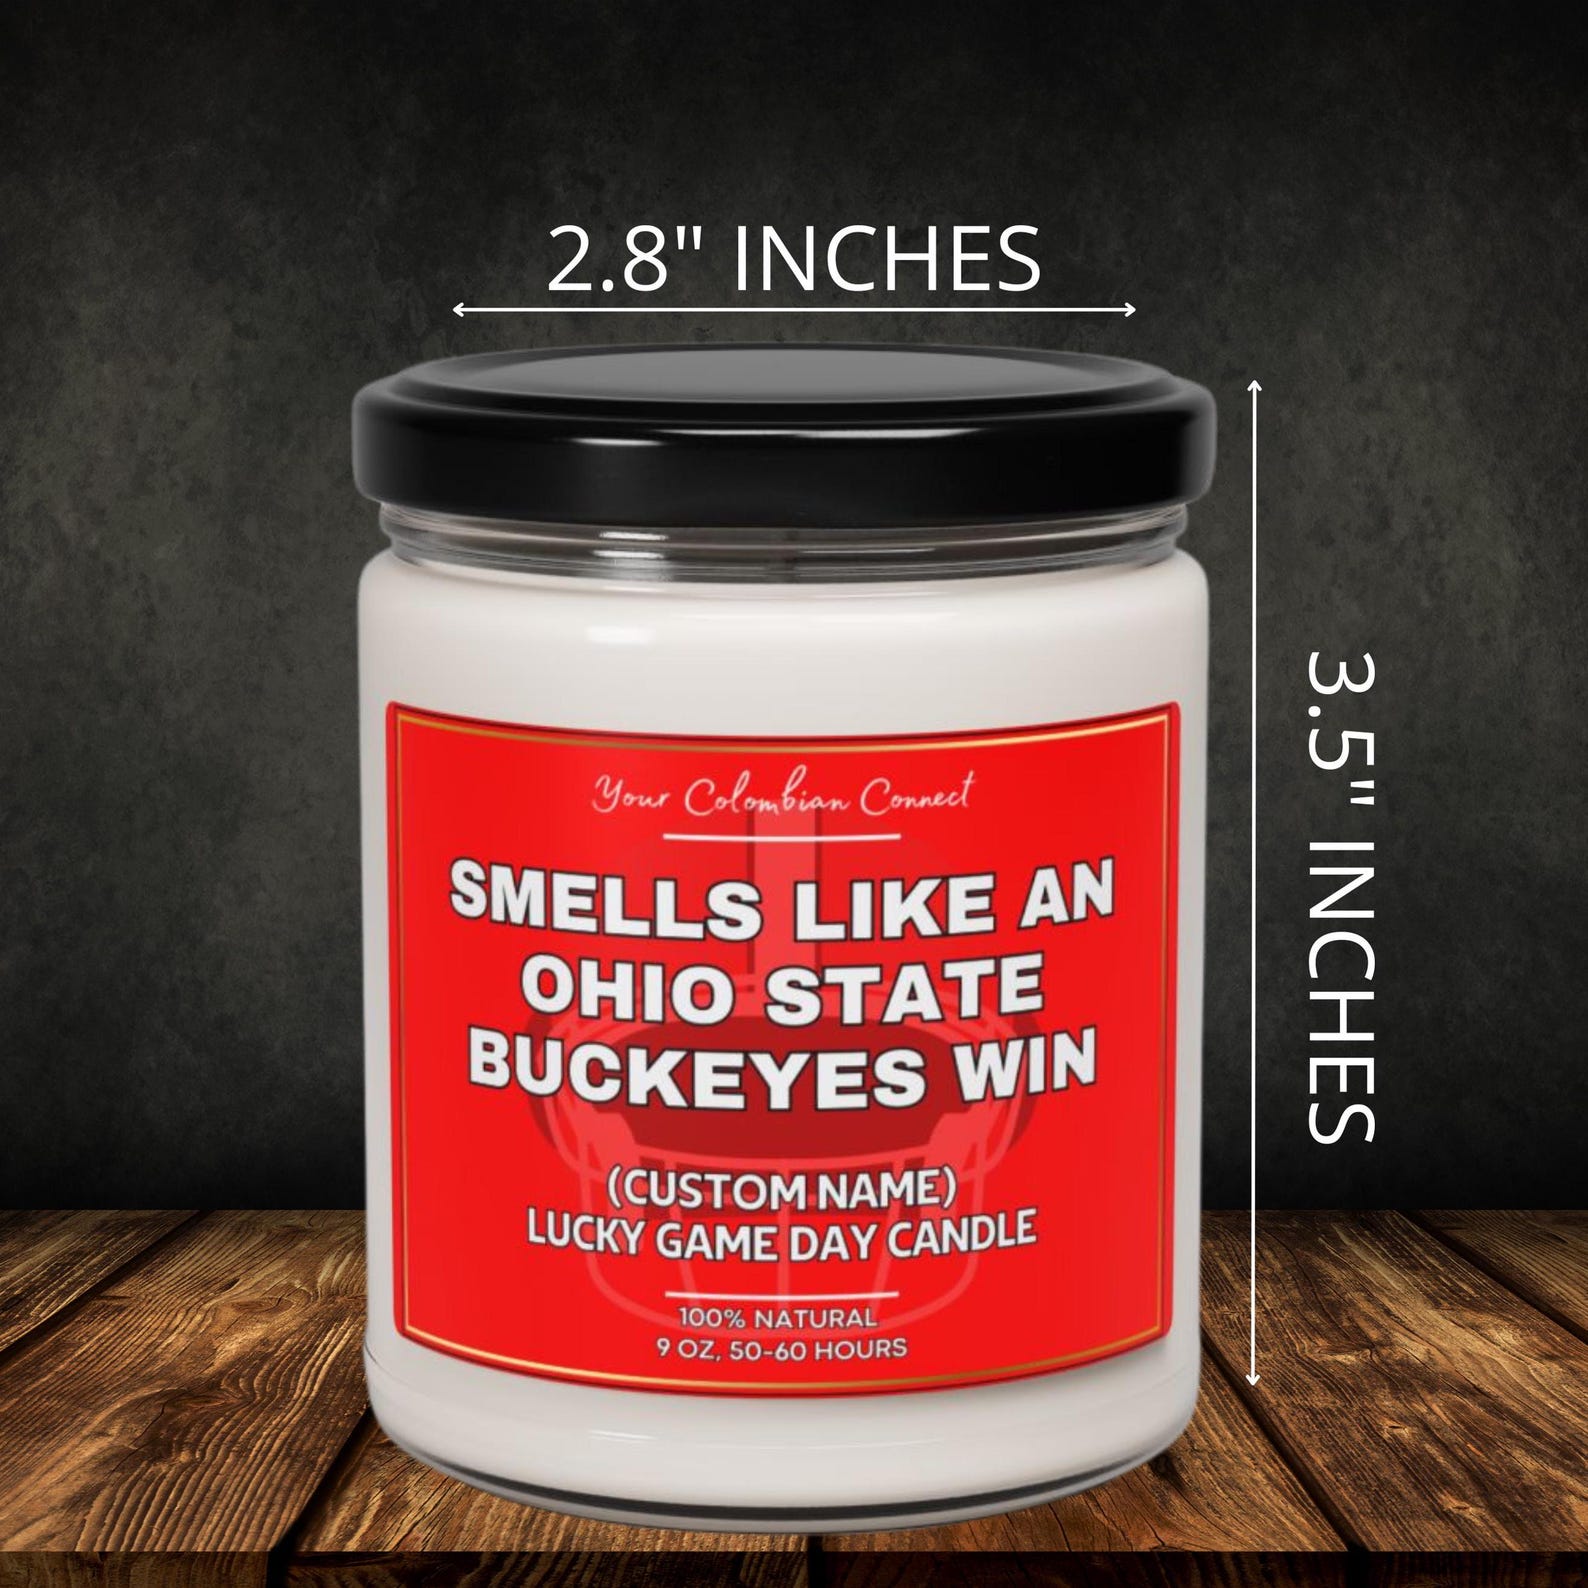 2.8" INCHES
3.5" INCHES
Your Colombian Connect
SMELLS LIKE AN
OHIO STATE
BUCKEYES WIN
(CUSTOM NAME)
LUCKY GAME DAY CANDLE
100% NATURAL
9 OZ, 50-60 HOURS